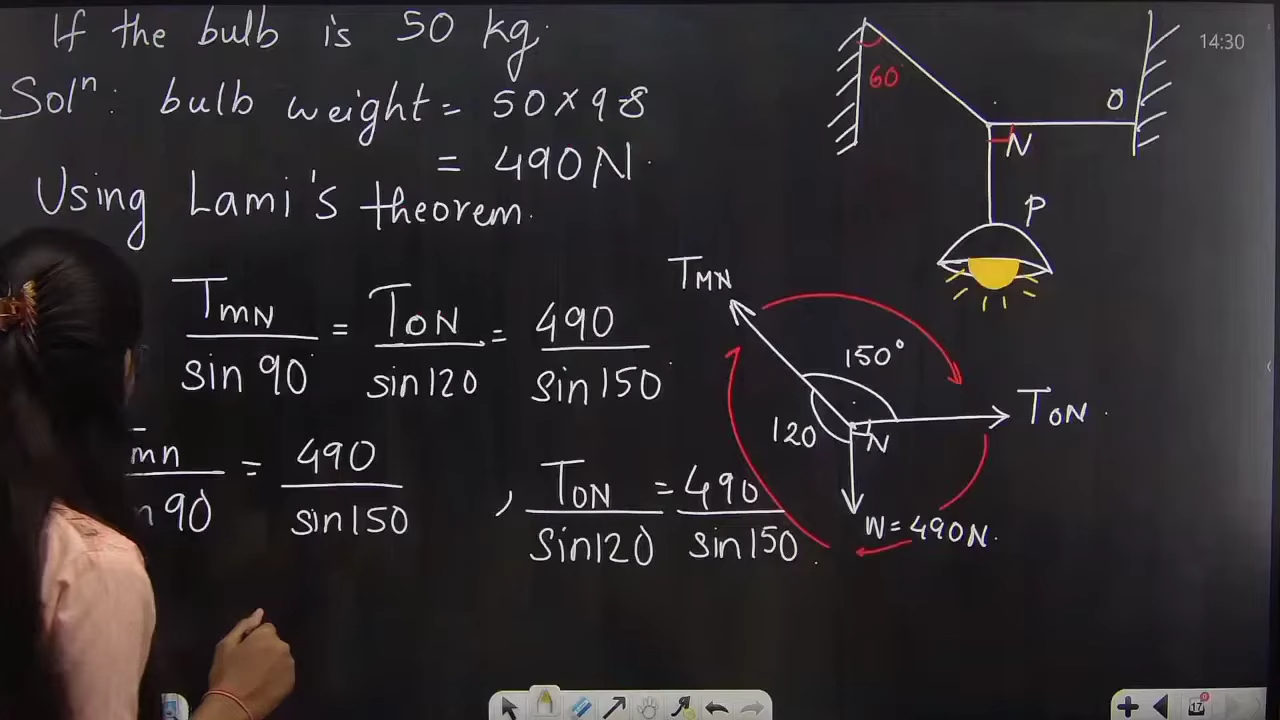 If the bulb is 50 kg.
Solⁿ: bulb weight = 50 × 9.8
= 490 N.
Using Lami's theorem.
TMN / sin 90 = TON / sin 120 = 490 / sin 150
mn / n 90 = 490 / sin 150 , TON / sin 120 = 490 / sin 150
14:30
60
O
N
P
TMN
150°
TON
120
N
W = 490N.
17